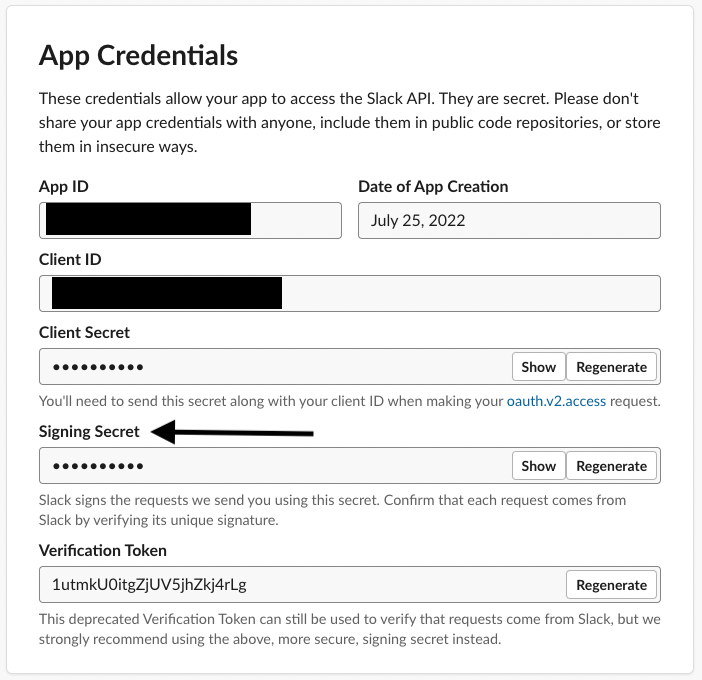 App Credentials
These credentials allow your app to access the Slack API. They are secret. Please don't
share your app credentials with anyone, include them in public code repositories, or store
them in insecure ways.
App ID
Date of App Creation
July 25, 2022
Client ID
Client Secret
••••••••••
Show
Regenerate
You'll need to send this secret along with your client ID when making your oauth.v2.access request.
Signing Secret
••••••••••
Show
Regenerate
Slack signs the requests we send you using this secret. Confirm that each request comes from
Slack by verifying its unique signature.
Verification Token
1utmkU0itgZjUV5jhZkj4rLg
Regenerate
This deprecated Verification Token can still be used to verify that requests come from Slack, but we
strongly recommend using the above, more secure, signing secret instead.